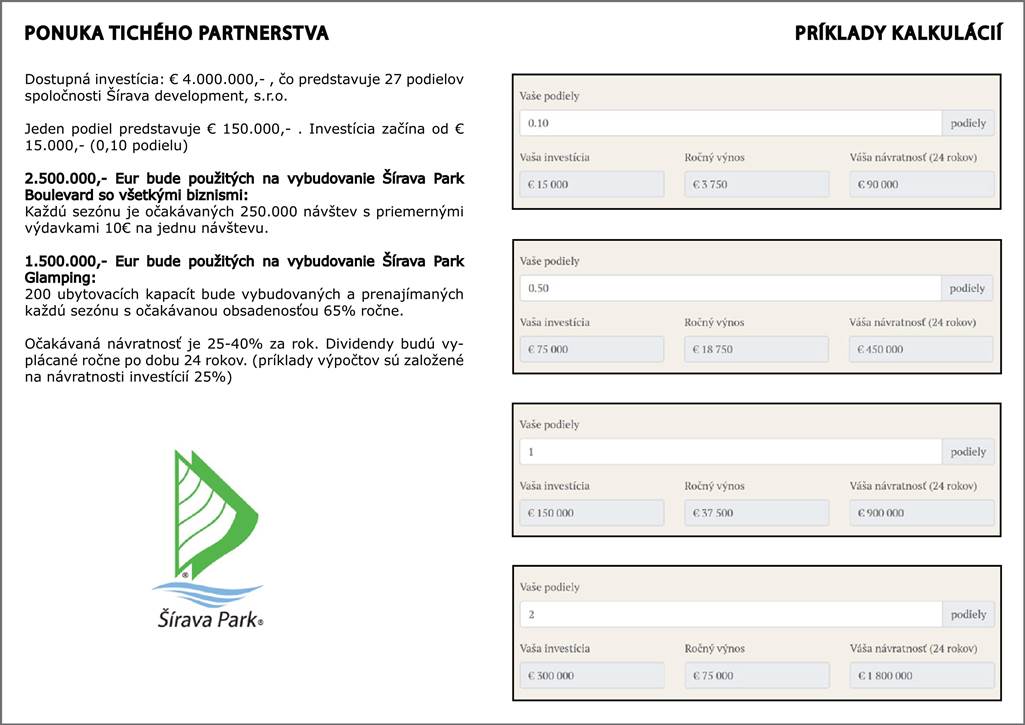 PONUKA TICHÉHO PARTNERSTVA
Dostupná investícia: € 4.000.000,- , čo predstavuje 27 podielov
spoločnosti Šírava development, s.r.o.
Jeden podiel predstavuje € 150.000,- . Investícia začína od €
15.000,- (0,10 podielu)
2.500.000,- Eur bude použitých na vybudovanie Šírava Park
Boulevard so všetkými biznismi:
Každú sezónu je očakávaných 250.000 návštev s priemernými
výdavkami 10€ na jednu návštevu.
1.500.000,- Eur bude použitých na vybudovanie Šírava Park
Glamping:
200 ubytovacích kapacít bude vybudovaných a prenajímaných
každú sezónu s očakávanou obsadenosťou 65% ročne.
Očakávaná návratnosť je 25-40% za rok. Dividendy budú vy-
plácané ročne po dobu 24 rokov. (príklady výpočtov sú založené
na návratnosti investícií 25%)
®
Šírava Park®
PRÍKLADY KALKULÁCIÍ
Vaše podiely
0.10 podiely
Vaša investícia Ročný výnos Váša návratnosť (24 rokov)
€ 15 000 € 3 750 € 90 000
Vaše podiely
0.50 podiely
Vaša investícia Ročný výnos Váša návratnosť (24 rokov)
€ 75 000 € 18 750 € 450 000
Vaše podiely
1 podiely
Vaša investícia Ročný výnos Váša návratnosť (24 rokov)
€ 150 000 € 37 500 € 900 000
Vaše podiely
2 podiely
Vaša investícia Ročný výnos Váša návratnosť (24 rokov)
€ 300 000 € 75 000 € 1 800 000